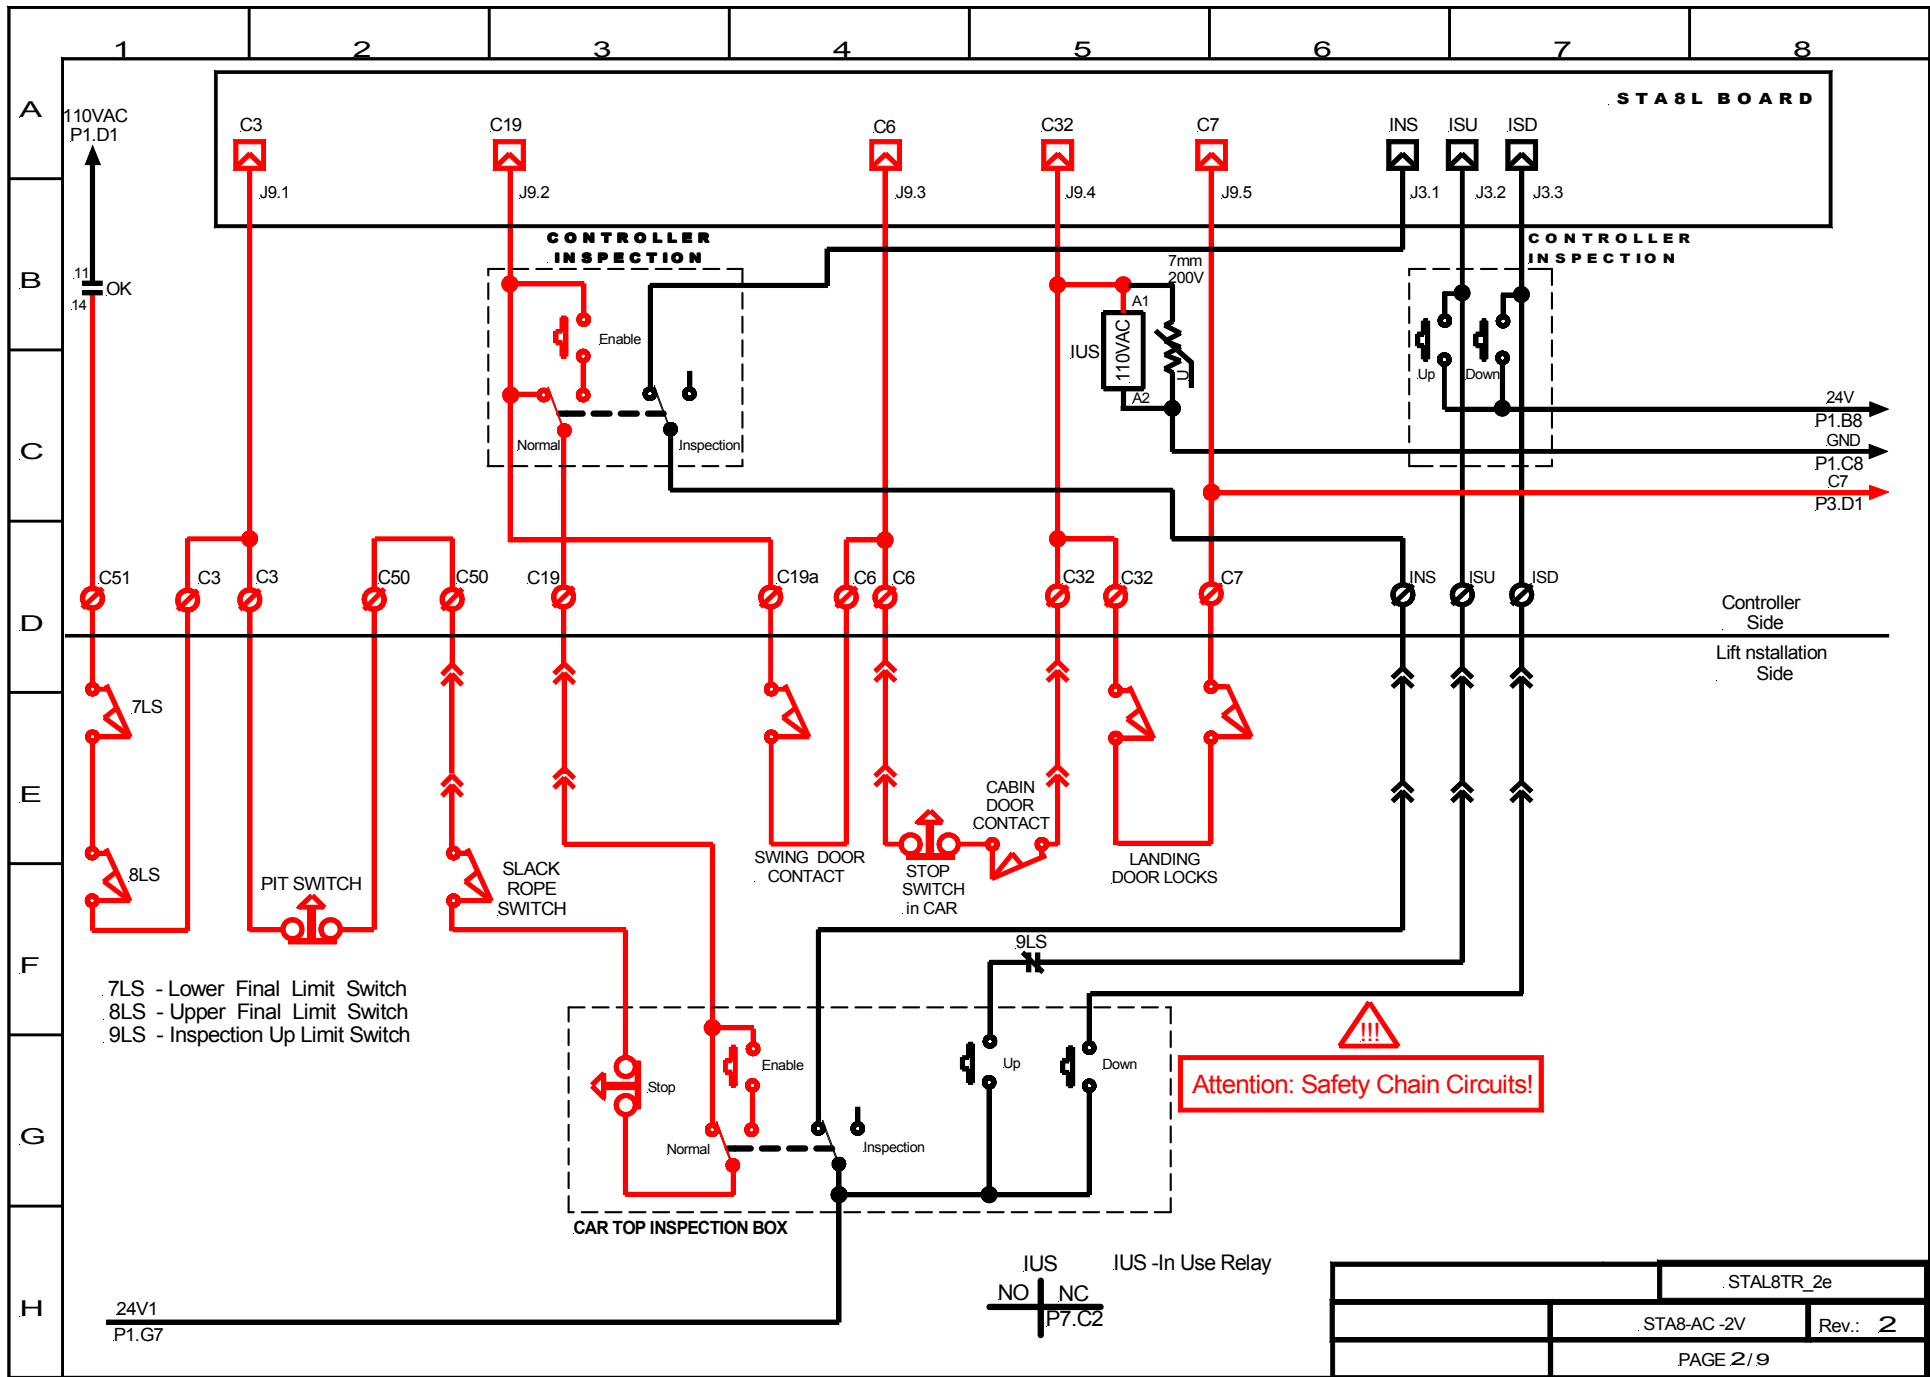 1 2 3 4 5 6 7 8
A
B
C
D
E
F
G
H
110VAC
P1.D1
STA8L BOARD
C3 C19 C6 C32 C7 INS ISU ISD
J9.1 J9.2 J9.3 J9.4 J9.5 J3.1 J3.2 J3.3
CONTROLLER
INSPECTION
CONTROLLER
INSPECTION
11
14
OK
Enable
Normal
Inspection
7mm
200V
A1
IUS
110VAC
U
A2
Up
Down
24V
P1.B8
GND
P1.C8
C7
P3.D1
C51 C3 C3 C50 C50 C19 C19a C6 C6 C32 C32 C7 INS ISU ISD
Controller
Side
Lift nstallation
Side
7LS
8LS
PIT SWITCH
SLACK
ROPE
SWITCH
SWING DOOR
CONTACT
STOP
SWITCH
in CAR
CABIN
DOOR
CONTACT
LANDING
DOOR LOCKS
9LS
7LS - Lower Final Limit Switch
8LS - Upper Final Limit Switch
9LS - Inspection Up Limit Switch
Stop
Enable
Normal
Inspection
Up
Down
!!!
Attention: Safety Chain Circuits!
CAR TOP INSPECTION BOX
24V1
P1.G7
IUS
NO NC
P7.C2
IUS -In Use Relay
STAL8TR_2e
STA8-AC -2V
Rev.: 2
PAGE 2/9